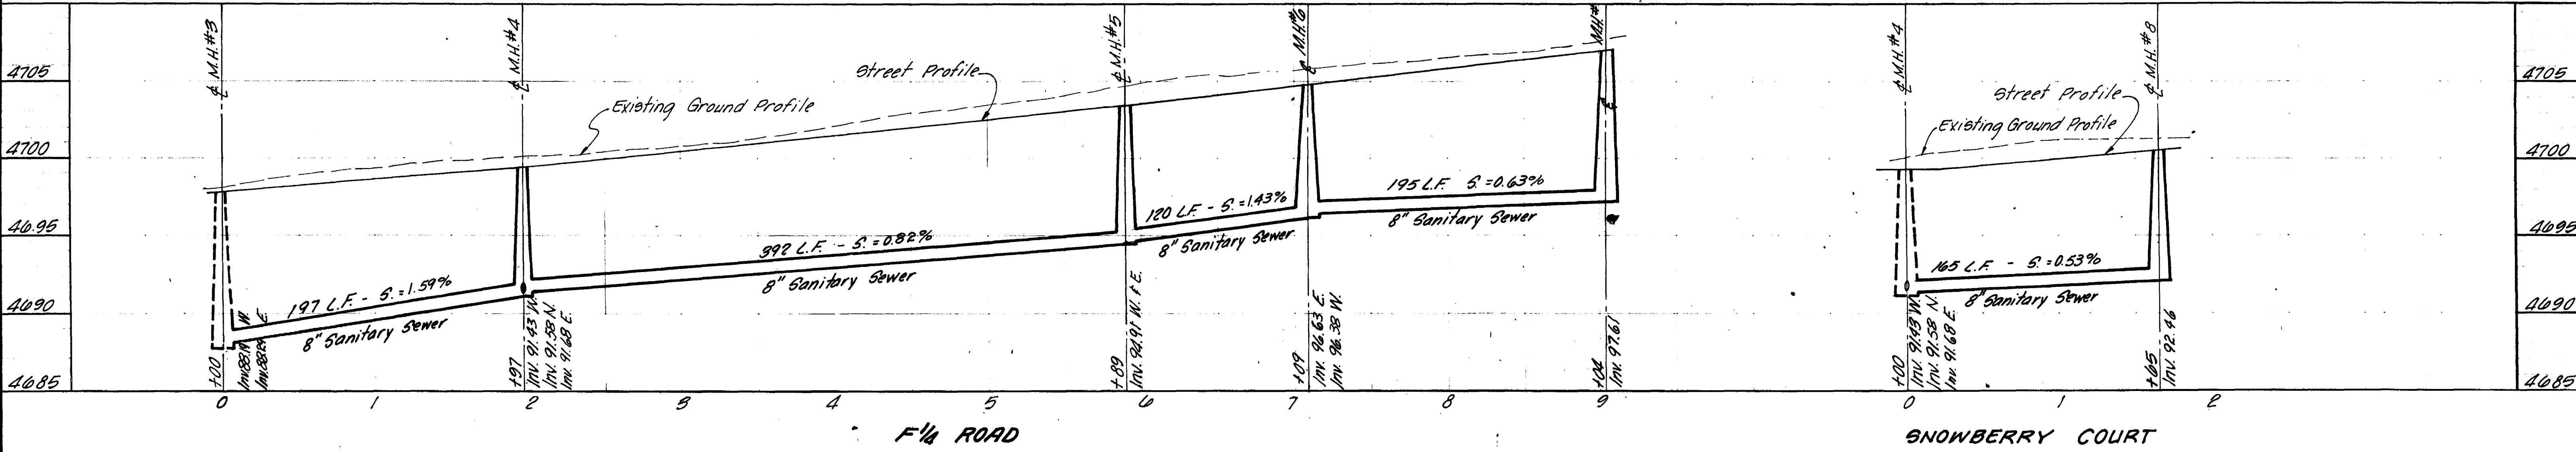 ₵ M.H.#3
₵ M.H.#4
₵ M.H.#5
₵ M.H.#6
M.H.#
₵ M.H.#4
₵ M.H.#8
4705
4700
4695
4690
4685
Street Profile
Existing Ground Profile
197 L.F. - S.=1.59%
8" Sanitary Sewer
392 L.F. - S.=0.82%
8" Sanitary Sewer
120 L.F. - S.=1.43%
8" Sanitary Sewer
195 L.F. S.=0.63%
8" Sanitary Sewer
+00
W.
E.
+97
Inv. 91.43 W.
Inv. 91.58 N.
Inv. 91.68 E.
+89
Inv. 94.91 W. & E.
+09
Inv. 96.63 E.
Inv. 96.38 W.
+04
Inv. 97.61
0 1 2 3 4 5 6 7 8 9
F 1/4 ROAD
Street Profile
Existing Ground Profile
165 L.F. - S.=0.53%
8" Sanitary Sewer
+00
Inv. 91.43 W.
Inv. 91.58 N.
Inv. 91.68 E.
+65
Inv. 92.46
0 1 2
SNOWBERRY COURT
4705
4700
4695
4690
4685